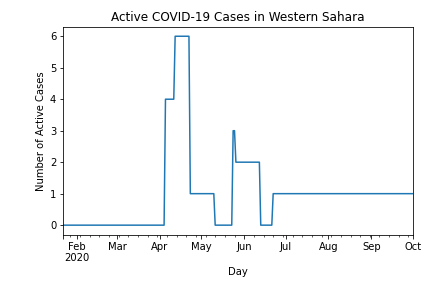 Active COVID-19 Cases in Western Sahara
Number of Active Cases
6
5
4
3
2
1
0
Feb Mar Apr May Jun Jul Aug Sep Oct
2020
Day